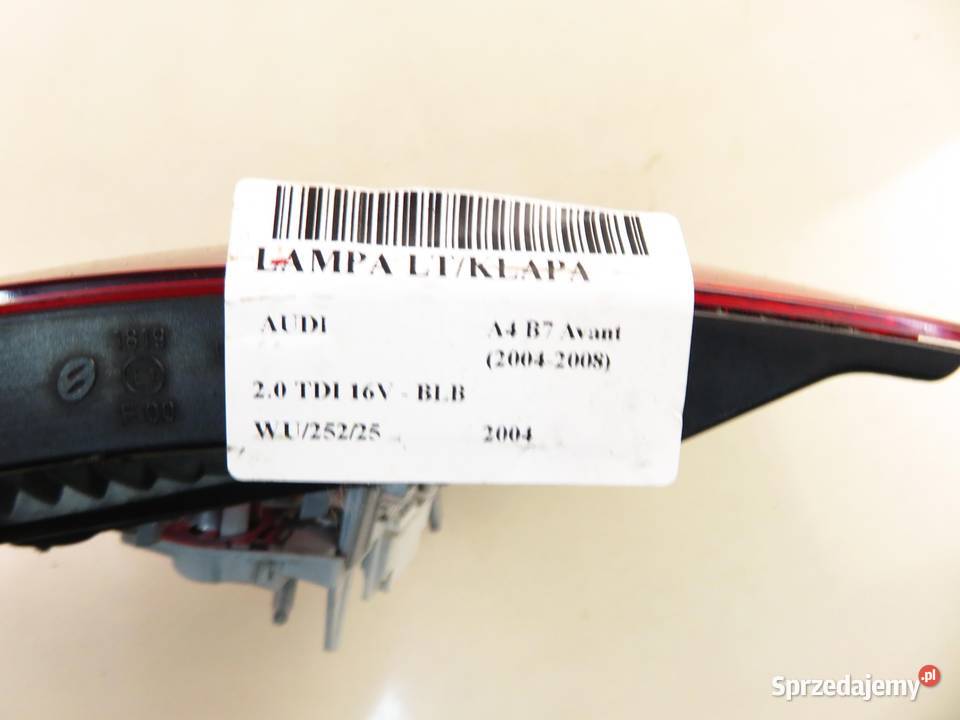 LAMPA LT/KLAPA
AUDI A4 B7 Avant
(2004-2008)
2.0 TDI 16V - BLB
WU/252/25 2004
1819
Sprzedajemy.pl